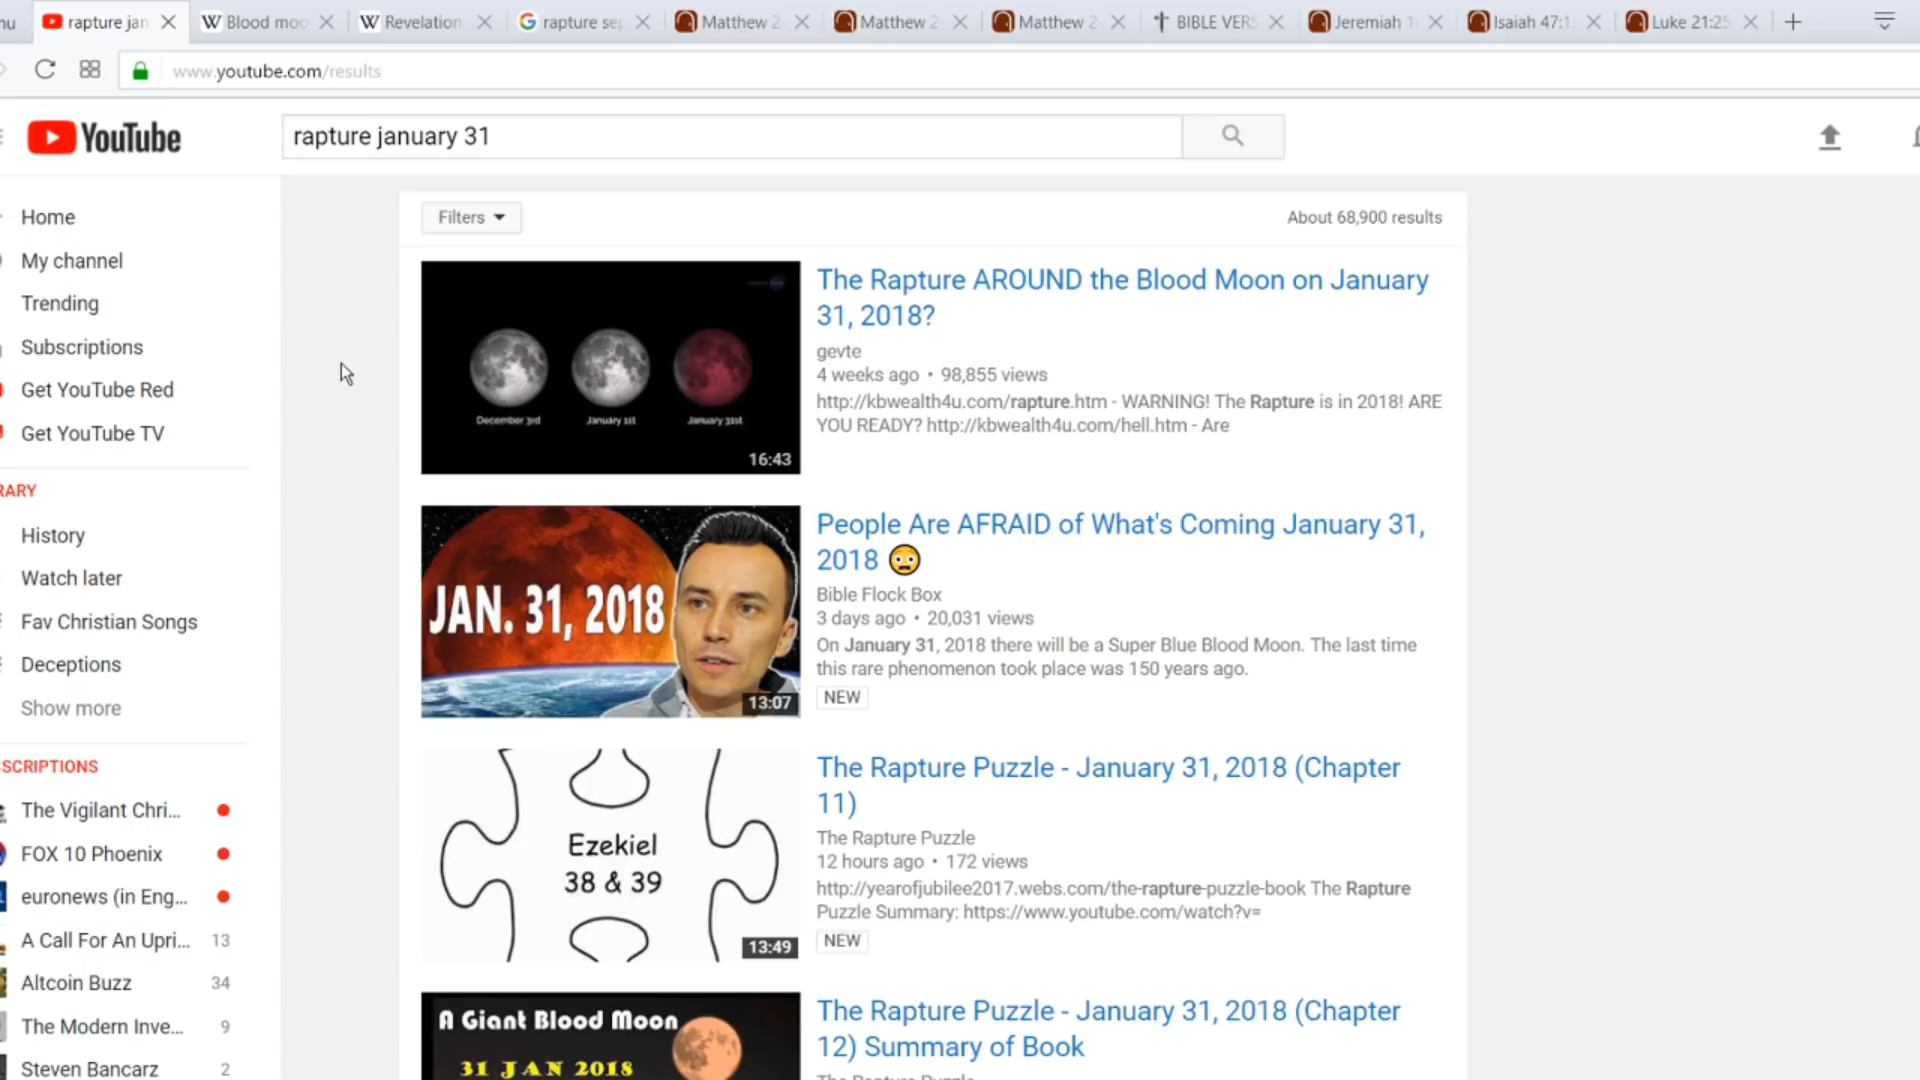 nu
rapture jan
Blood moo
Revelation
rapture sep
Matthew 2
Matthew 2
Matthew 2
BIBLE VERS
Jeremiah 1
Isaiah 47:1
Luke 21:25
www.youtube.com/results
YouTube
rapture january 31
Home
My channel
Trending
Subscriptions
Get YouTube Red
Get YouTube TV
RARY
History
Watch later
Fav Christian Songs
Deceptions
Show more
SCRIPTIONS
The Vigilant Chri...
FOX 10 Phoenix
euronews (in Eng...
A Call For An Upri... 13
Altcoin Buzz 34
The Modern Inve... 9
Steven Bancarz 2
Filters
About 68,900 results
December 3rd
January 1st
January 31st
16:43
The Rapture AROUND the Blood Moon on January
31, 2018?
gevte
4 weeks ago • 98,855 views
http://kbwealth4u.com/rapture.htm - WARNING! The Rapture is in 2018! ARE
YOU READY? http://kbwealth4u.com/hell.htm - Are
JAN. 31, 2018
13:07
People Are AFRAID of What's Coming January 31,
2018 😳
Bible Flock Box
3 days ago • 20,031 views
On January 31, 2018 there will be a Super Blue Blood Moon. The last time
this rare phenomenon took place was 150 years ago.
NEW
Ezekiel
38 & 39
13:49
The Rapture Puzzle - January 31, 2018 (Chapter
11)
The Rapture Puzzle
12 hours ago • 172 views
http://yearofjubilee2017.webs.com/the-rapture-puzzle-book The Rapture
Puzzle Summary: https://www.youtube.com/watch?v=
NEW
A Giant Blood Moon
31 JAN 2018
The Rapture Puzzle - January 31, 2018 (Chapter
12) Summary of Book
The Rapture Puzzle